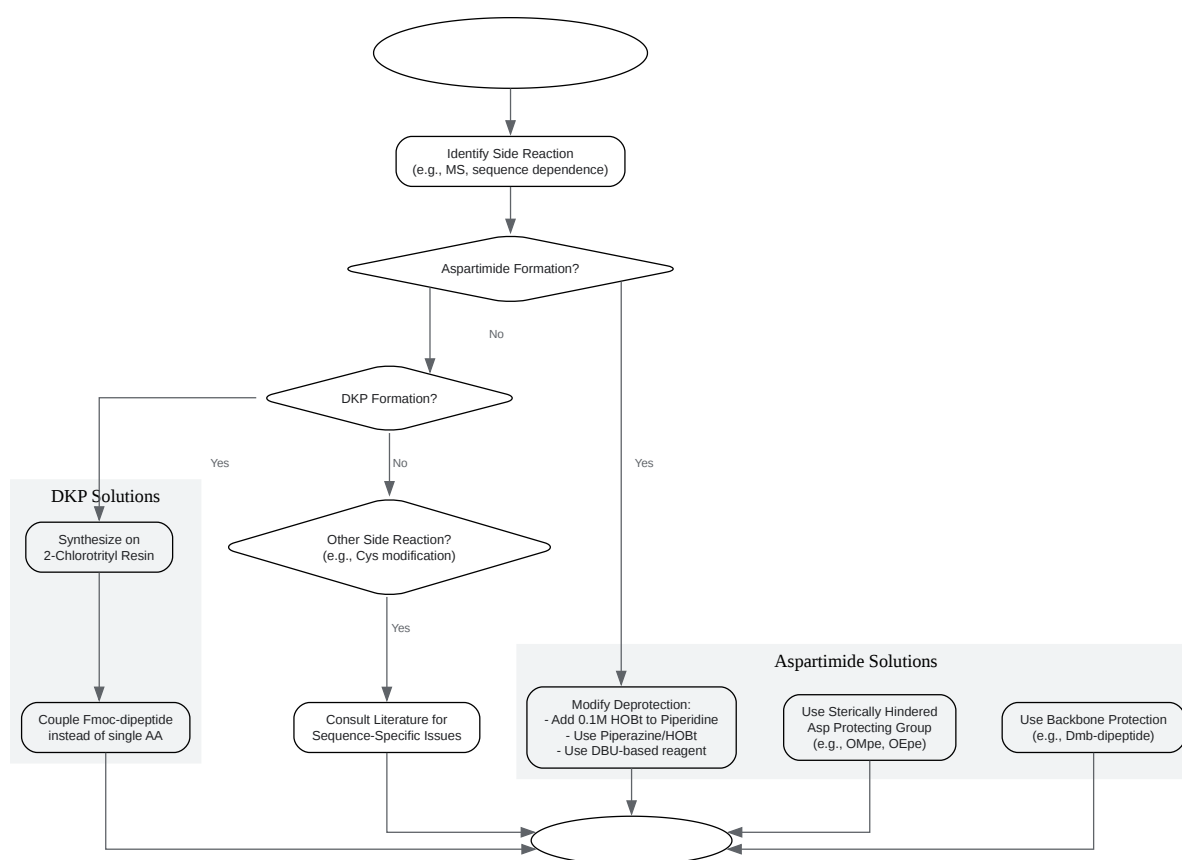 Identify Side Reaction
(e.g., MS, sequence dependence)
Aspartimide Formation?
No
DKP Formation?
Yes
No
Yes
DKP Solutions
Synthesize on
2-Chlorotrityl Resin
Other Side Reaction?
(e.g., Cys modification)
Yes
Aspartimide Solutions
Couple Fmoc-dipeptide
instead of single AA
Consult Literature for
Sequence-Specific Issues
Modify Deprotection:
- Add 0.1M HOBt to Piperidine
- Use Piperazine/HOBt
- Use DBU-based reagent
Use Sterically Hindered
Asp Protecting Group
(e.g., OMpe, OEpe)
Use Backbone Protection
(e.g., Dmb-dipeptide)